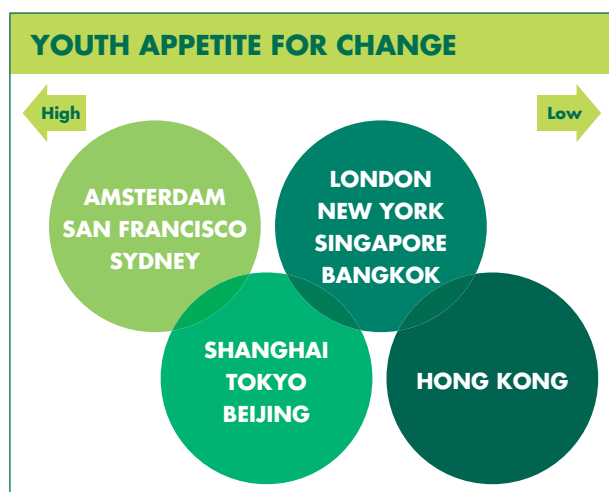 YOUTH APPETITE FOR CHANGE
High
Low
AMSTERDAM
SAN FRANCISCO
SYDNEY
LONDON
NEW YORK
SINGAPORE
BANGKOK
SHANGHAI
TOKYO
BEIJING
HONG KONG